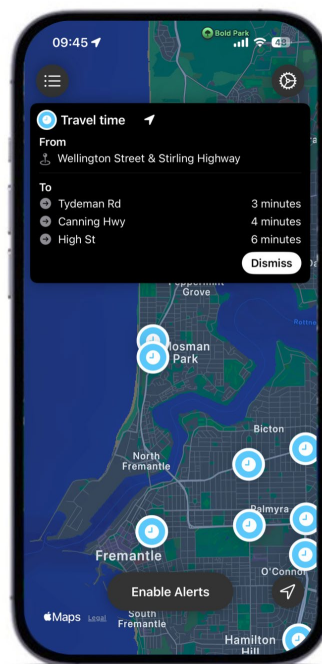 09:45
Bold Park
48
Travel time
From
Wellington Street & Stirling Highway
To
Tydeman Rd 3 minutes
Canning Hwy 4 minutes
High St 6 minutes
Dismiss
Grove
Rottne
Mosman
Park
Bicton
North
Fremantle
Palmyra
Fremantle
O'Connor
Enable Alerts
Maps Legal
South
Fremantle
Hamilton
Hill